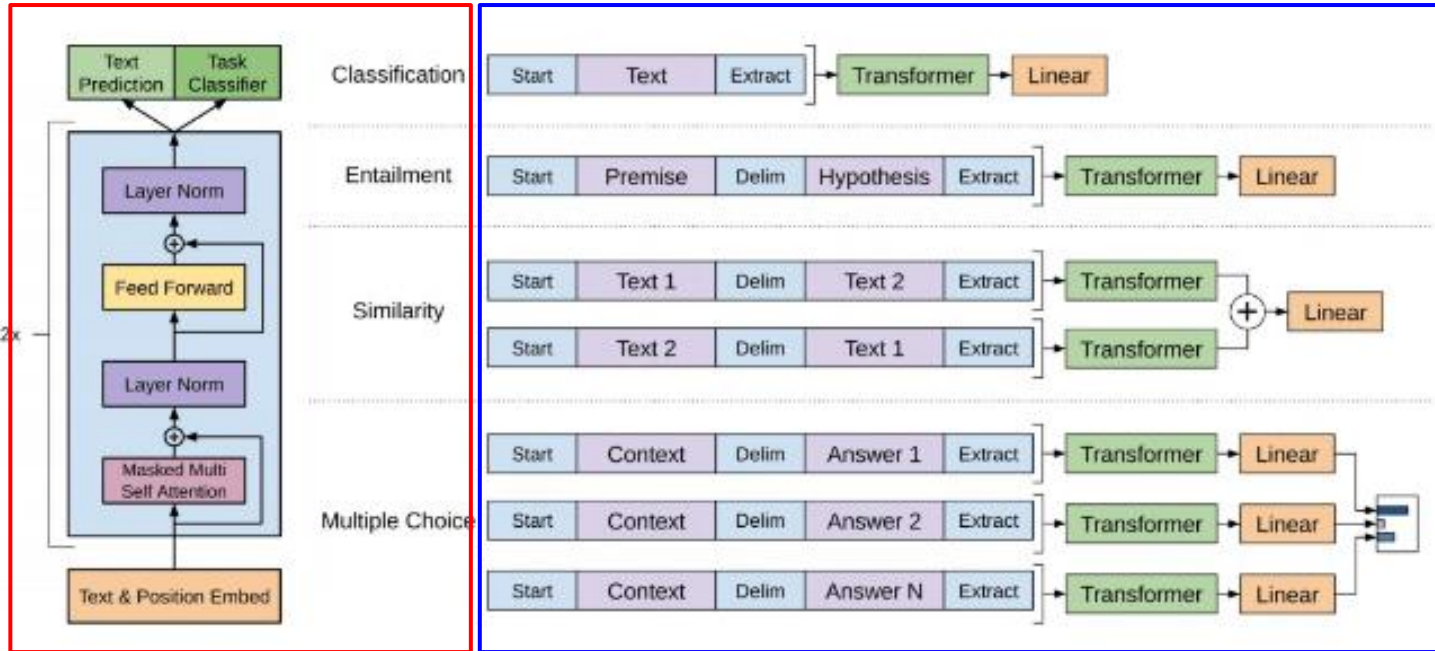 Text
Prediction
Task
Classifier
Layer Norm
Feed Forward
2x
Layer Norm
Masked Multi
Self Attention
Text & Position Embed
Classification
Start Text Extract Transformer Linear
Entailment
Start Premise Delim Hypothesis Extract Transformer Linear
Similarity
Start Text 1 Delim Text 2 Extract Transformer
Linear
Start Text 2 Delim Text 1 Extract Transformer
Multiple Choice
Start Context Delim Answer 1 Extract Transformer Linear
Start Context Delim Answer 2 Extract Transformer Linear
Start Context Delim Answer N Extract Transformer Linear